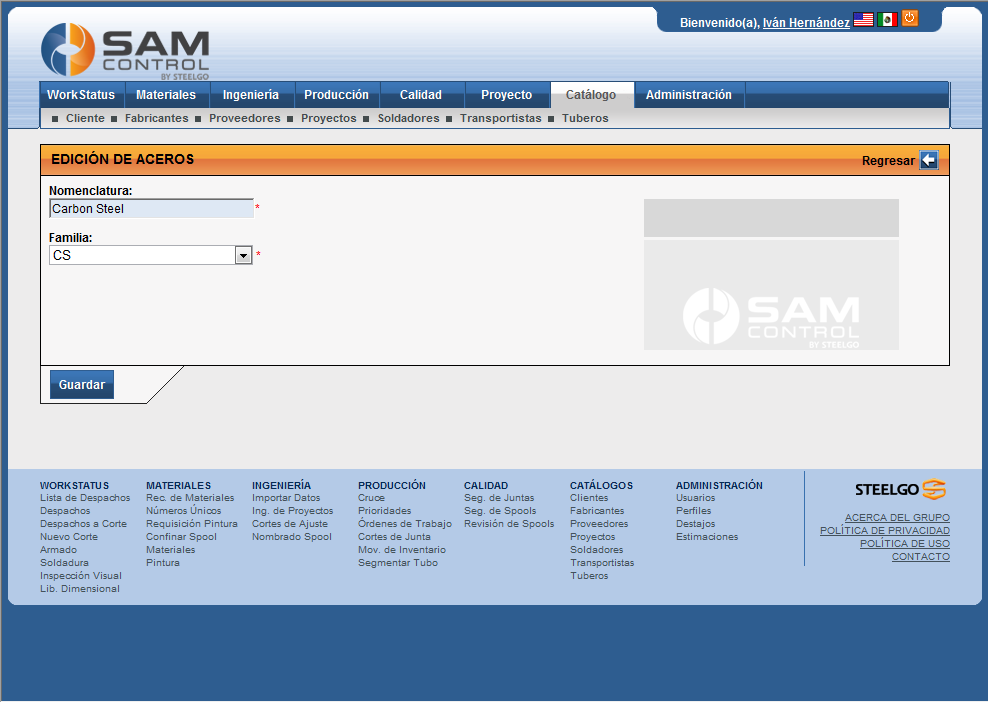 Bienvenido(a), Iván Hernández
SAM
CONTROL
BY STEELGO
WorkStatus Materiales Ingeniería Producción Calidad Proyecto Catálogo Administración
Cliente Fabricantes Proveedores Proyectos Soldadores Transportistas Tuberos
EDICIÓN DE ACEROS
Regresar
Nomenclatura:
Carbon Steel *
Familia:
CS *
SAM
CONTROL
BY STEELGO
Guardar
WORKSTATUS
Lista de Despachos
Despachos
Despachos a Corte
Nuevo Corte
Armado
Soldadura
Inspección Visual
Lib. Dimensional
MATERIALES
Rec. de Materiales
Números Únicos
Requisición Pintura
Confinar Spool
Materiales
Pintura
INGENIERÍA
Importar Datos
Ing. de Proyectos
Cortes de Ajuste
Nombrado Spool
PRODUCCIÓN
Cruce
Prioridades
Órdenes de Trabajo
Cortes de Junta
Mov. de Inventario
Segmentar Tubo
CALIDAD
Seg. de Juntas
Seg. de Spools
Revisión de Spools
CATÁLOGOS
Clientes
Fabricantes
Proveedores
Proyectos
Soldadores
Transportistas
Tuberos
ADMINISTRACIÓN
Usuarios
Perfiles
Destajos
Estimaciones
STEELGO
ACERCA DEL GRUPO
POLÍTICA DE PRIVACIDAD
POLÍTICA DE USO
CONTACTO